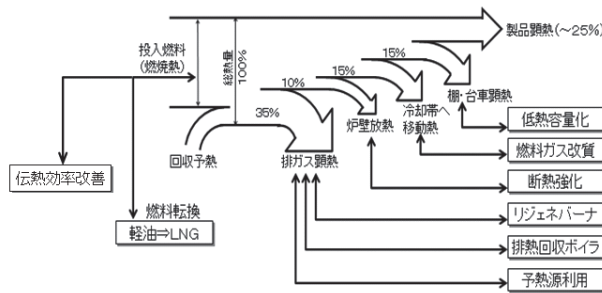 製品顕熱(~25%)
投入燃料
(燃焼熱)
総熱量
100%
15%
15%
10%
35%
棚・台車顕熱
冷却帯へ
移動熱
炉壁放熱
排ガス顕熱
回収予熱
低熱容量化
燃料ガス改質
断熱強化
リジェネバーナ
排熱回収ボイラ
予熱源利用
伝熱効率改善
燃料転換
軽油⇒LNG